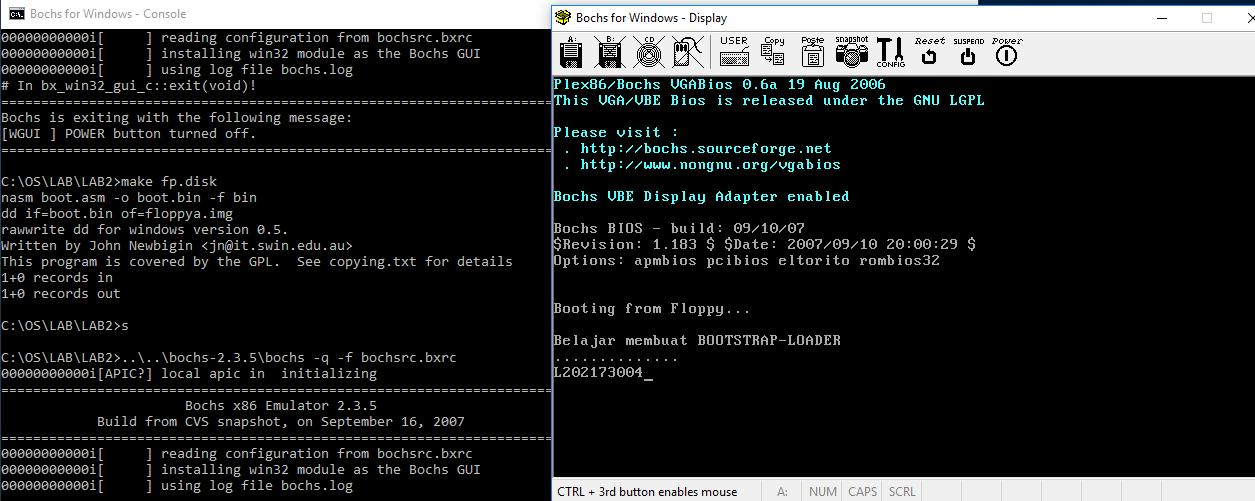 Bochs for Windows - Console
00000000000i[     ] reading configuration from bochsrc.bxrc
00000000000i[     ] installing win32 module as the Bochs GUI
00000000000i[     ] using log file bochs.log
# In bx_win32_gui_c::exit(void)!
========================================================================
Bochs is exiting with the following message:
[WGUI ] POWER button turned off.
========================================================================
C:\OS\LAB\LAB2>make fp.disk
nasm boot.asm -o boot.bin -f bin
dd if=boot.bin of=floppya.img
rawwrite dd for windows version 0.5.
Written by John Newbigin <jn@it.swin.edu.au>
This program is covered by the GPL.  See copying.txt for details
1+0 records in
1+0 records out
C:\OS\LAB\LAB2>s
C:\OS\LAB\LAB2>..\..\bochs-2.3.5\bochs -q -f bochsrc.bxrc
00000000000i[APIC?] local apic in  initializing
========================================================================
Bochs x86 Emulator 2.3.5
Build from CVS snapshot, on September 16, 2007
========================================================================
00000000000i[     ] reading configuration from bochsrc.bxrc
00000000000i[     ] installing win32 module as the Bochs GUI
00000000000i[     ] using log file bochs.log
Bochs for Windows - Display
A: B: CD USER Copy Paste snapshot CONFIG Reset SUSPEND Power
Plex86/Bochs VGABios 0.6a 19 Aug 2006
This VGA/VBE Bios is released under the GNU LGPL
Please visit :
. http://bochs.sourceforge.net
. http://www.nongnu.org/vgabios
Bochs VBE Display Adapter enabled
Bochs BIOS - build: 09/10/07
$Revision: 1.183 $ $Date: 2007/09/10 20:00:29 $
Options: apmbios pcibios eltorito rombios32
Booting from Floppy...
Belajar membuat BOOTSTRAP-LOADER
..............
L202173004_
CTRL + 3rd button enables mouse A: NUM CAPS SCRL